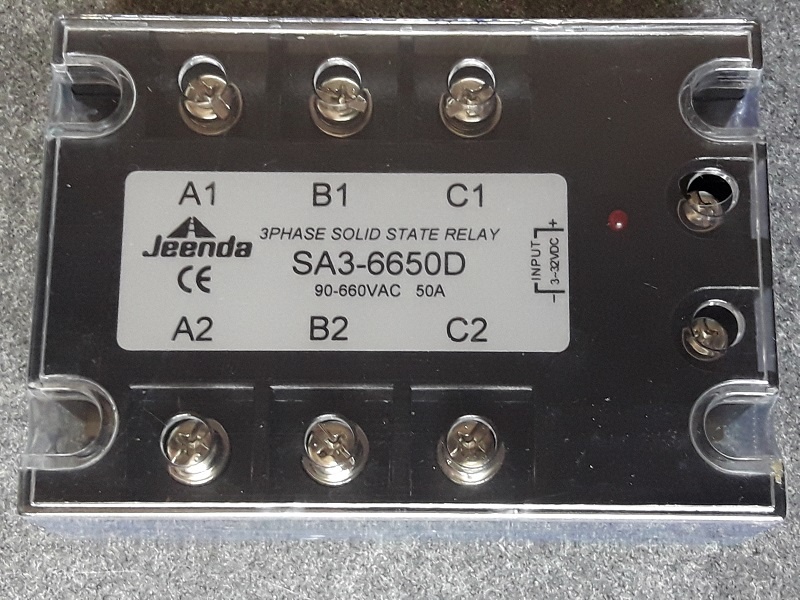 A1 B1 C1
Jeenda
3PHASE SOLID STATE RELAY
SA3-6650D
CE
90-660VAC 50A
A2 B2 C2
+
INPUT
3-32VDC
−